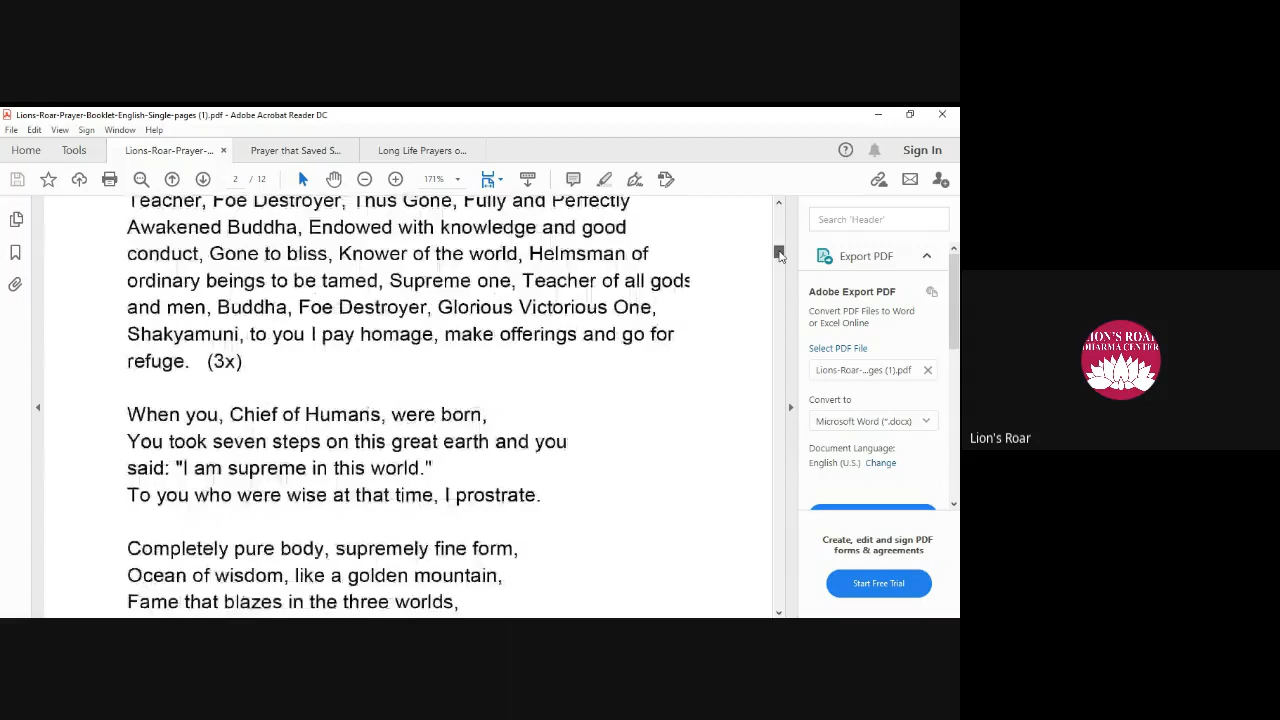 Lions-Roar-Prayer-Booklet-English-Single-pages (1).pdf - Adobe Acrobat Reader DC
File Edit View Sign Window Help
Home Tools Lions-Roar-Prayer-... × Prayer that Saved S... Long Life Prayers o... Sign In
2 / 12 171%
Teacher, Foe Destroyer, Thus Gone, Fully and Perfectly
Awakened Buddha, Endowed with knowledge and good
conduct, Gone to bliss, Knower of the world, Helmsman of
ordinary beings to be tamed, Supreme one, Teacher of all gods
and men, Buddha, Foe Destroyer, Glorious Victorious One,
Shakyamuni, to you I pay homage, make offerings and go for
refuge. (3x)
When you, Chief of Humans, were born,
You took seven steps on this great earth and you
said: "I am supreme in this world."
To you who were wise at that time, I prostrate.
Completely pure body, supremely fine form,
Ocean of wisdom, like a golden mountain,
Fame that blazes in the three worlds,
Search 'Header'
Export PDF
Adobe Export PDF
Convert PDF Files to Word
or Excel Online
Select PDF File
Lions-Roar-...ges (1).pdf
Convert to
Microsoft Word (*.docx)
Document Language:
English (U.S.) Change
Create, edit and sign PDF
forms & agreements
Start Free Trial
LION'S ROAR
DHARMA CENTER
Lion's Roar